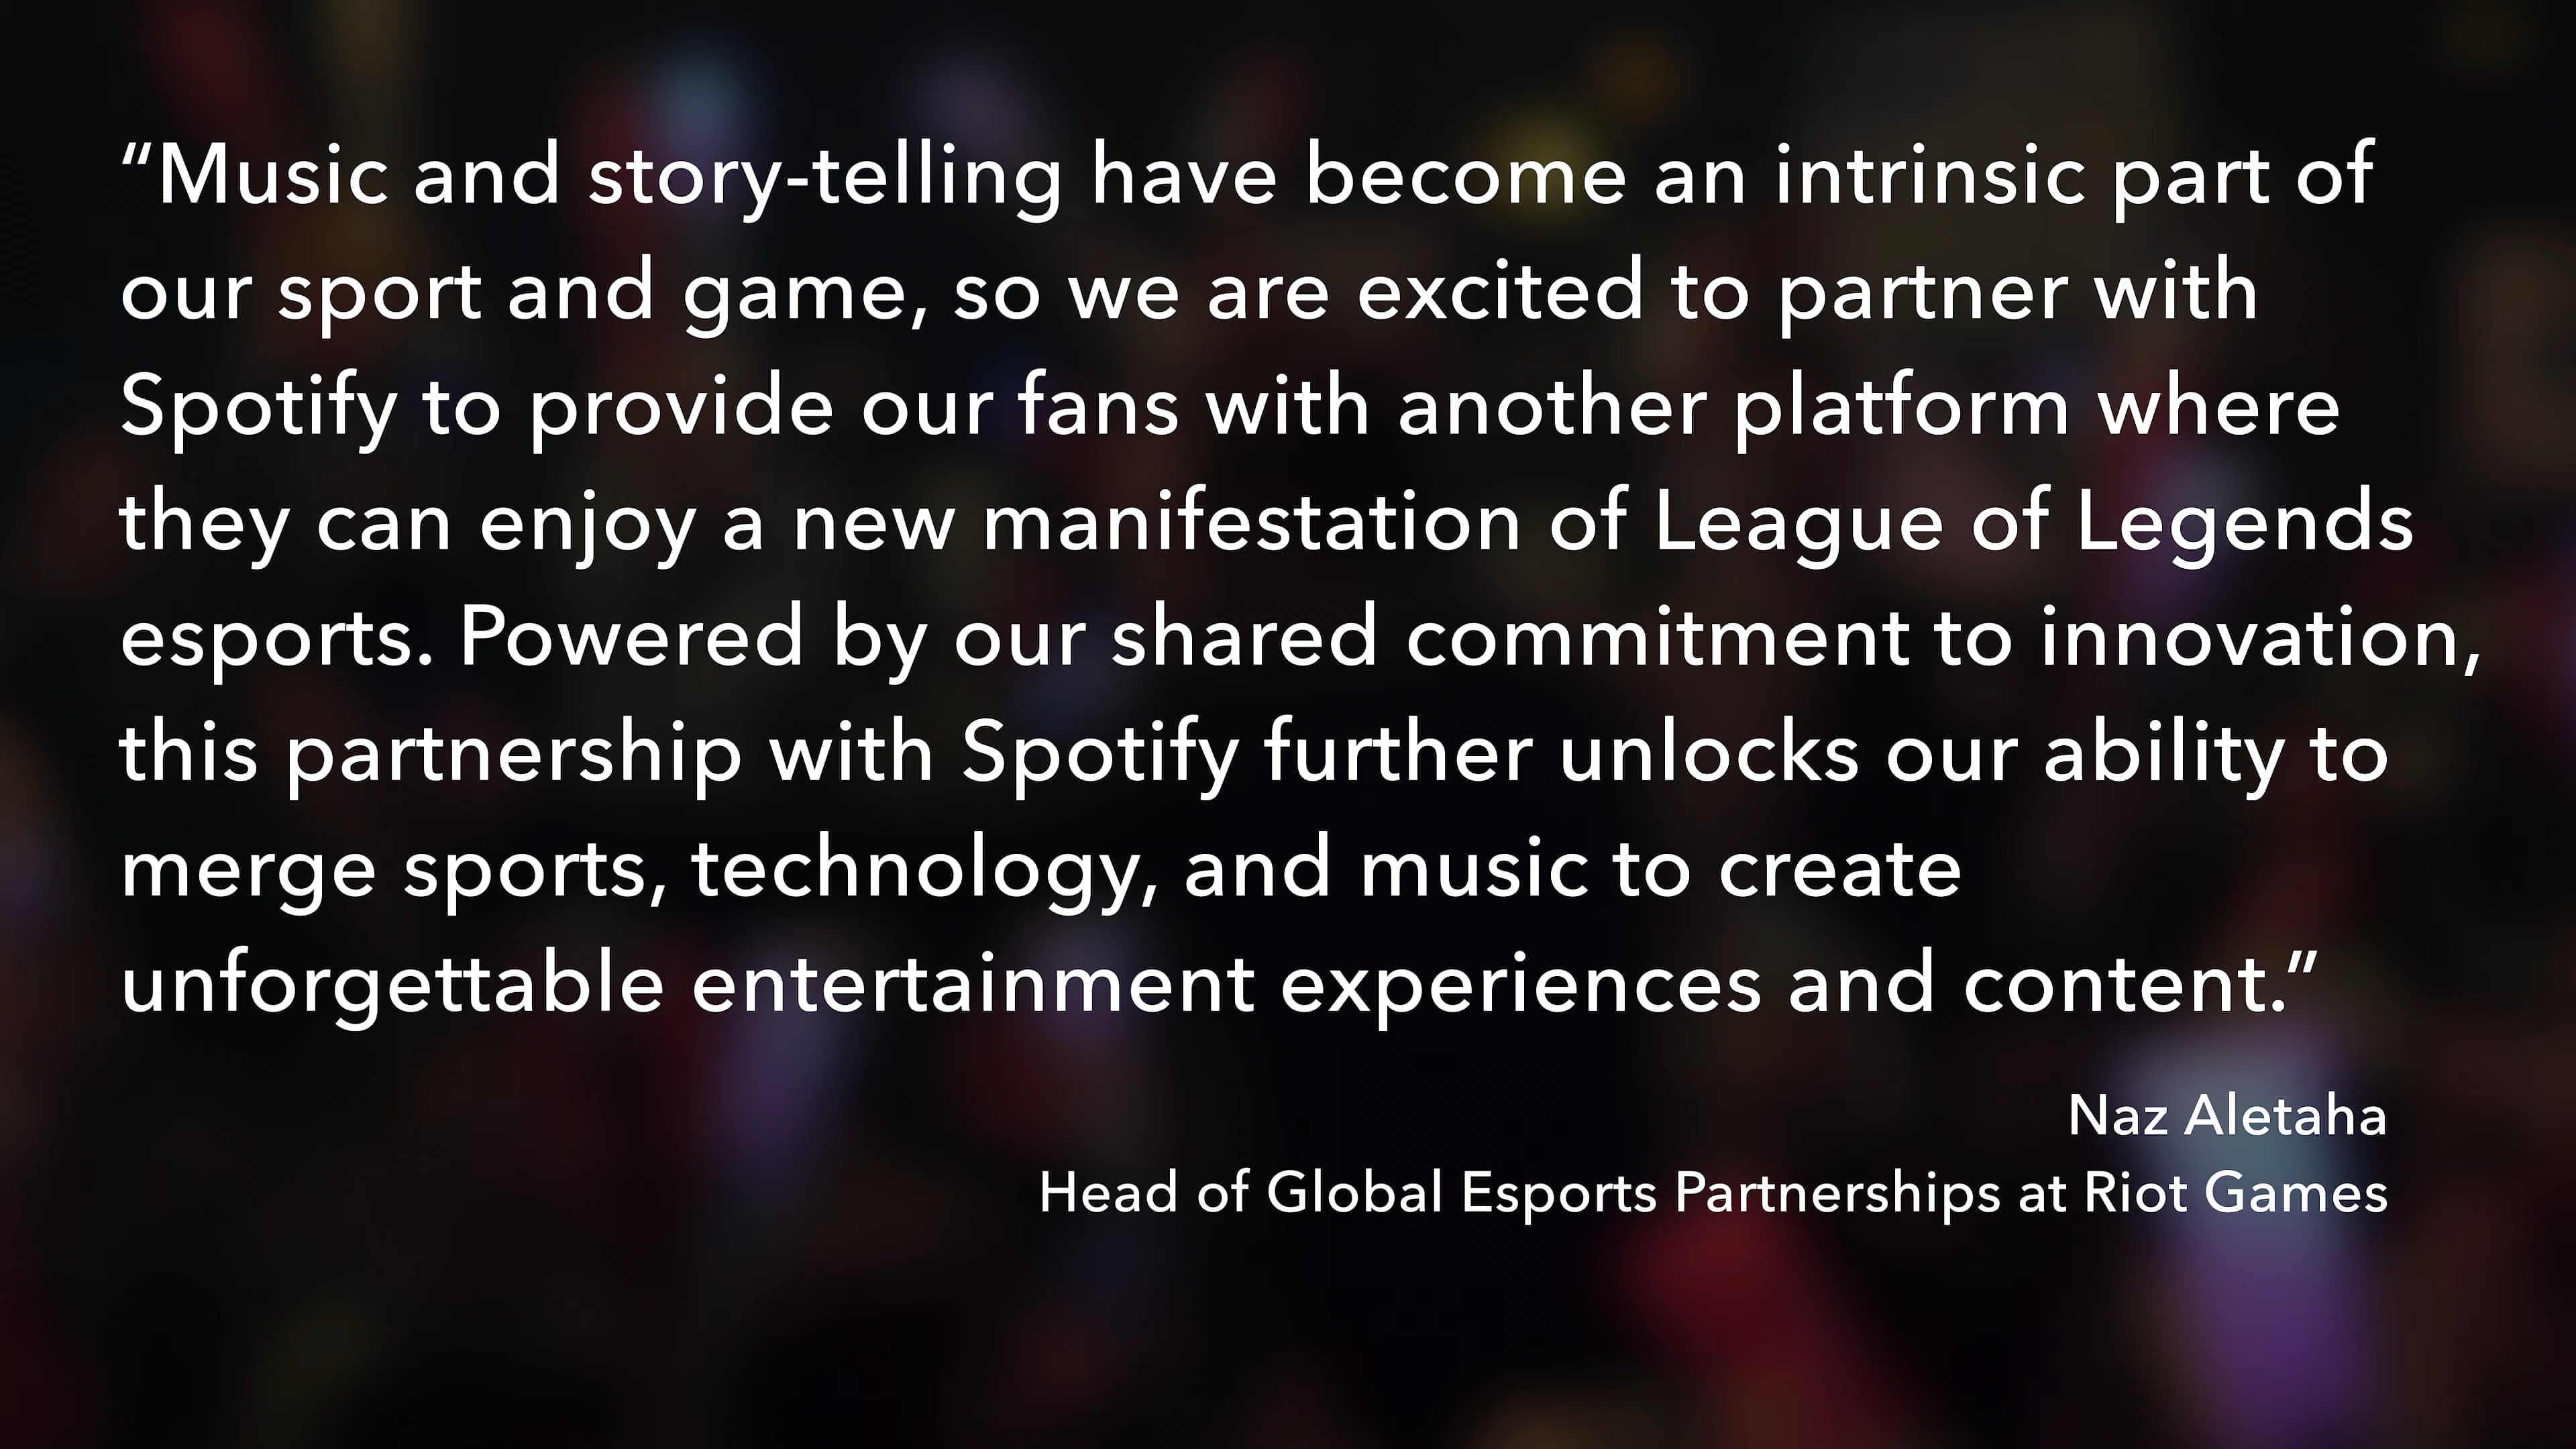 “Music and story-telling have become an intrinsic part of
our sport and game, so we are excited to partner with
Spotify to provide our fans with another platform where
they can enjoy a new manifestation of League of Legends
esports. Powered by our shared commitment to innovation,
this partnership with Spotify further unlocks our ability to
merge sports, technology, and music to create
unforgettable entertainment experiences and content.”
Naz Aletaha
Head of Global Esports Partnerships at Riot Games